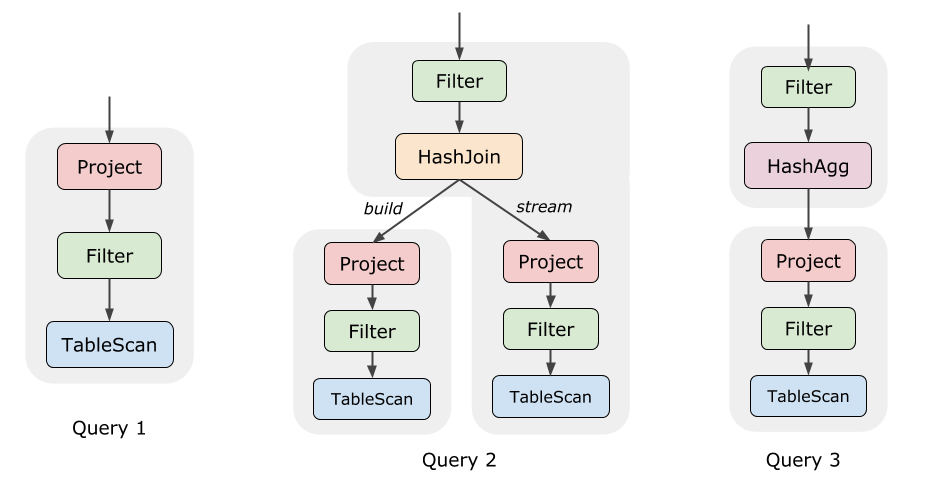 Project
Filter
TableScan
Query 1
Filter
HashJoin
build
stream
Project
Filter
TableScan
Project
Filter
TableScan
Query 2
Filter
HashAgg
Project
Filter
TableScan
Query 3